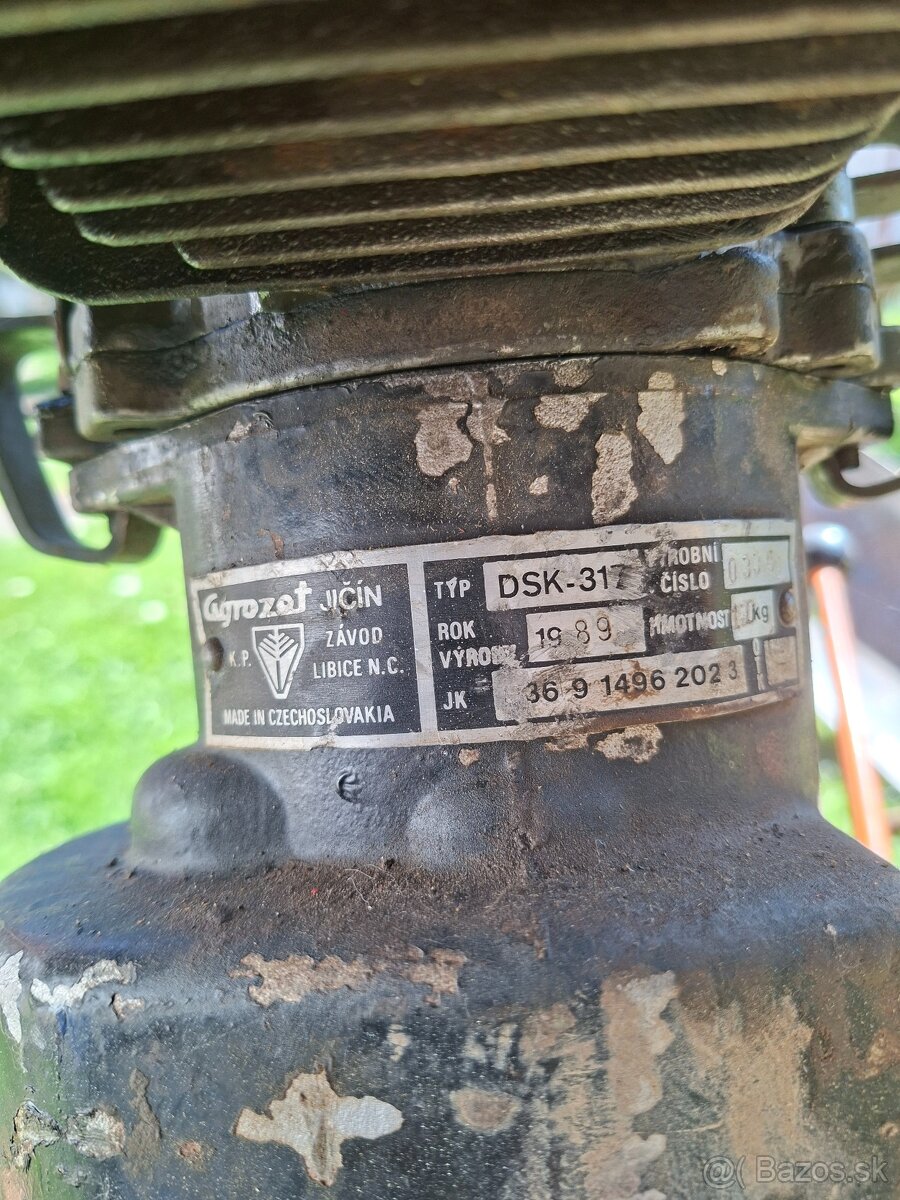 Agrozet JIČÍN
K.P. ZÁVOD
LIBICE N.C.
MADE IN CZECHOSLOVAKIA
TYP DSK-317 VÝROBNÍ
ČÍSLO
ROK
VÝROBY 1989 HMOTNOST kg
JK 36 9 1496 202 3
@( Bazos.sk